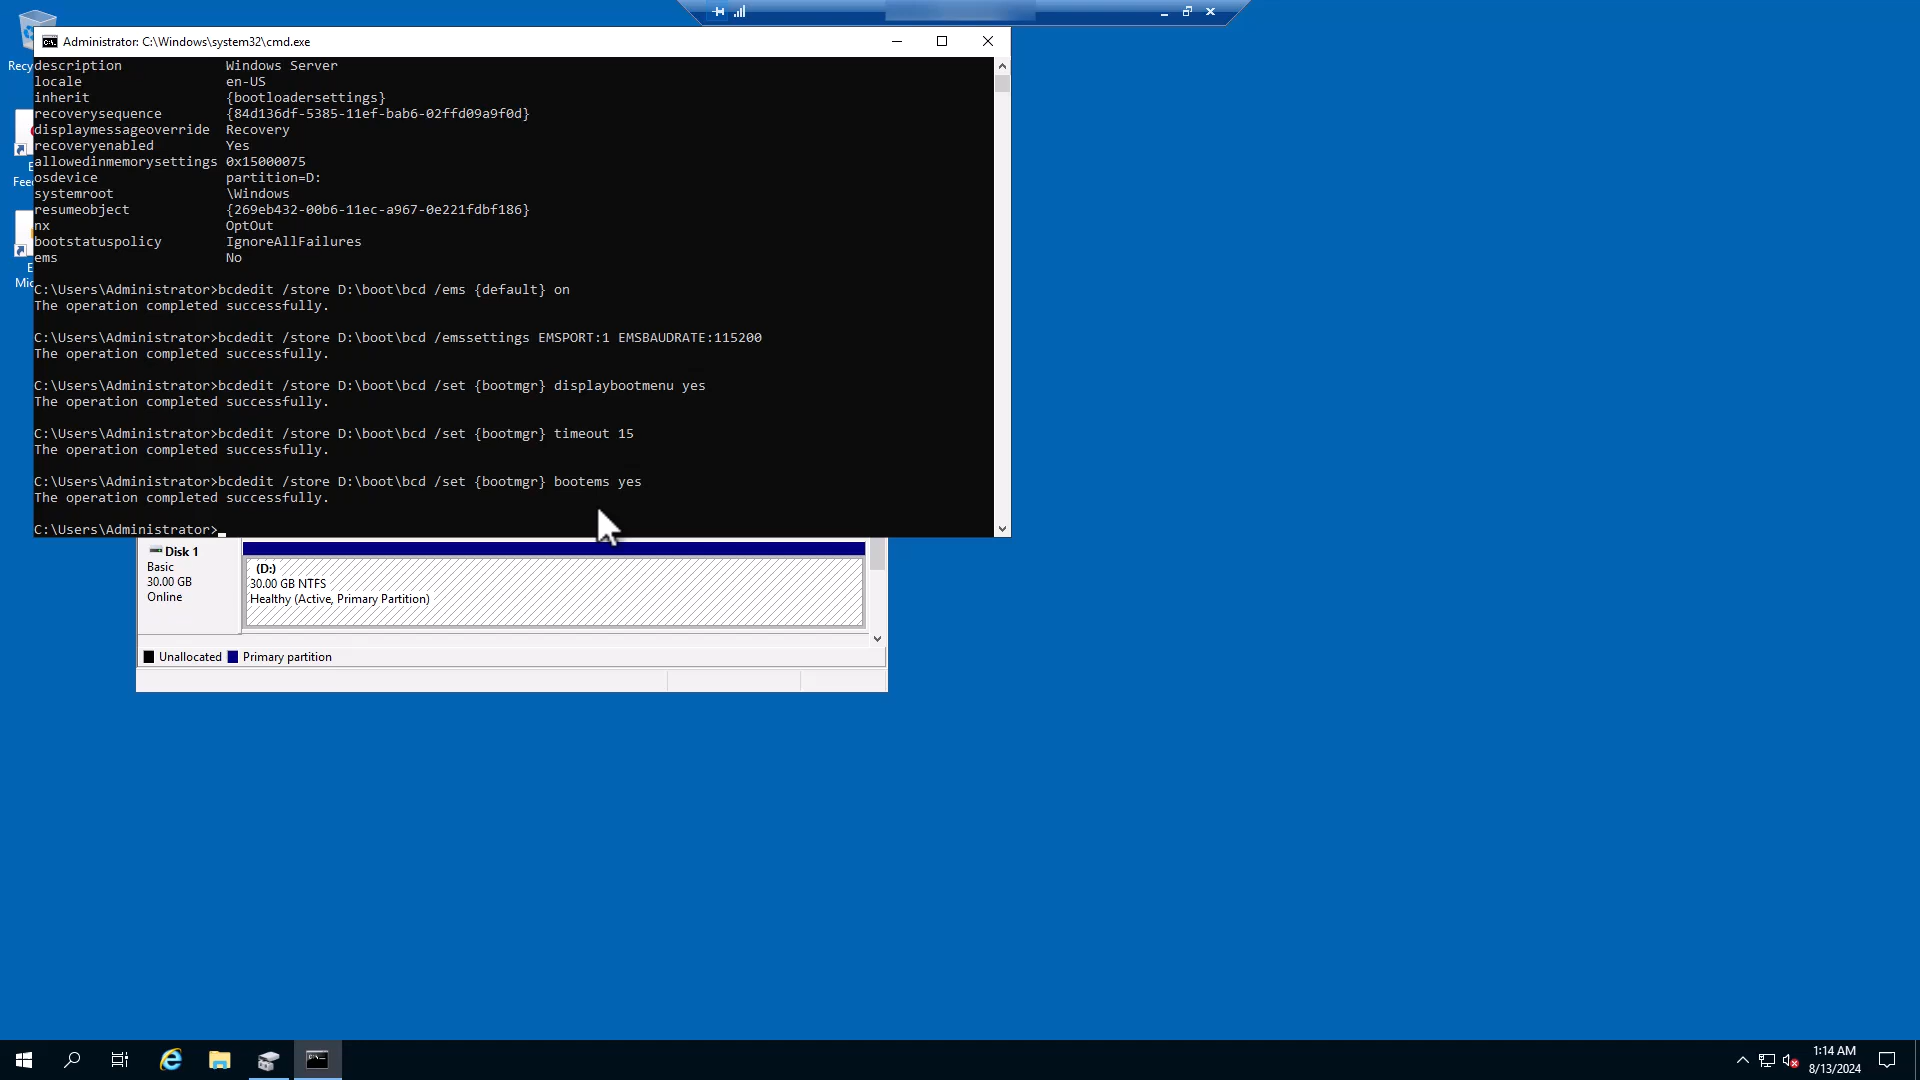 Administrator: C:\Windows\system32\cmd.exe
description Windows Server
locale en-US
inherit {bootloadersettings}
recoverysequence {84d136df-5385-11ef-bab6-02ffd09a9f0d}
displaymessageoverride Recovery
recoveryenabled Yes
allowedinmemorysettings 0x15000075
osdevice partition=D:
systemroot \Windows
resumeobject {269eb432-00b6-11ec-a967-0e221fdbf186}
nx OptOut
bootstatuspolicy IgnoreAllFailures
ems No
C:\Users\Administrator>bcdedit /store D:\boot\bcd /ems {default} on
The operation completed successfully.
C:\Users\Administrator>bcdedit /store D:\boot\bcd /emssettings EMSPORT:1 EMSBAUDRATE:115200
The operation completed successfully.
C:\Users\Administrator>bcdedit /store D:\boot\bcd /set {bootmgr} displaybootmenu yes
The operation completed successfully.
C:\Users\Administrator>bcdedit /store D:\boot\bcd /set {bootmgr} timeout 15
The operation completed successfully.
C:\Users\Administrator>bcdedit /store D:\boot\bcd /set {bootmgr} bootems yes
The operation completed successfully.
C:\Users\Administrator>
Recy
E
Fee
E
Mic
Disk 1
Basic
30.00 GB
Online
(D:)
30.00 GB NTFS
Healthy (Active, Primary Partition)
Unallocated Primary partition
1:14 AM
8/13/2024